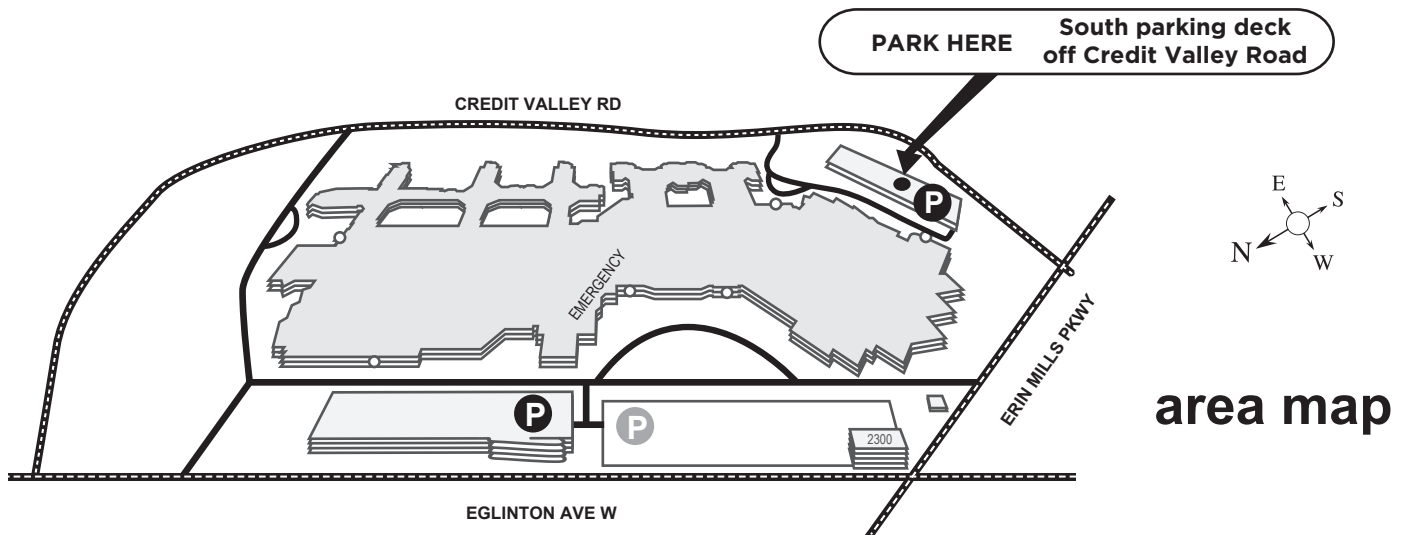 PARK HERE
South parking deck
off Credit Valley Road
CREDIT VALLEY RD
P
E
S
N
W
EMERGENCY
ERIN MILLS PKWY
area map
P
P
2300
EGLINTON AVE W